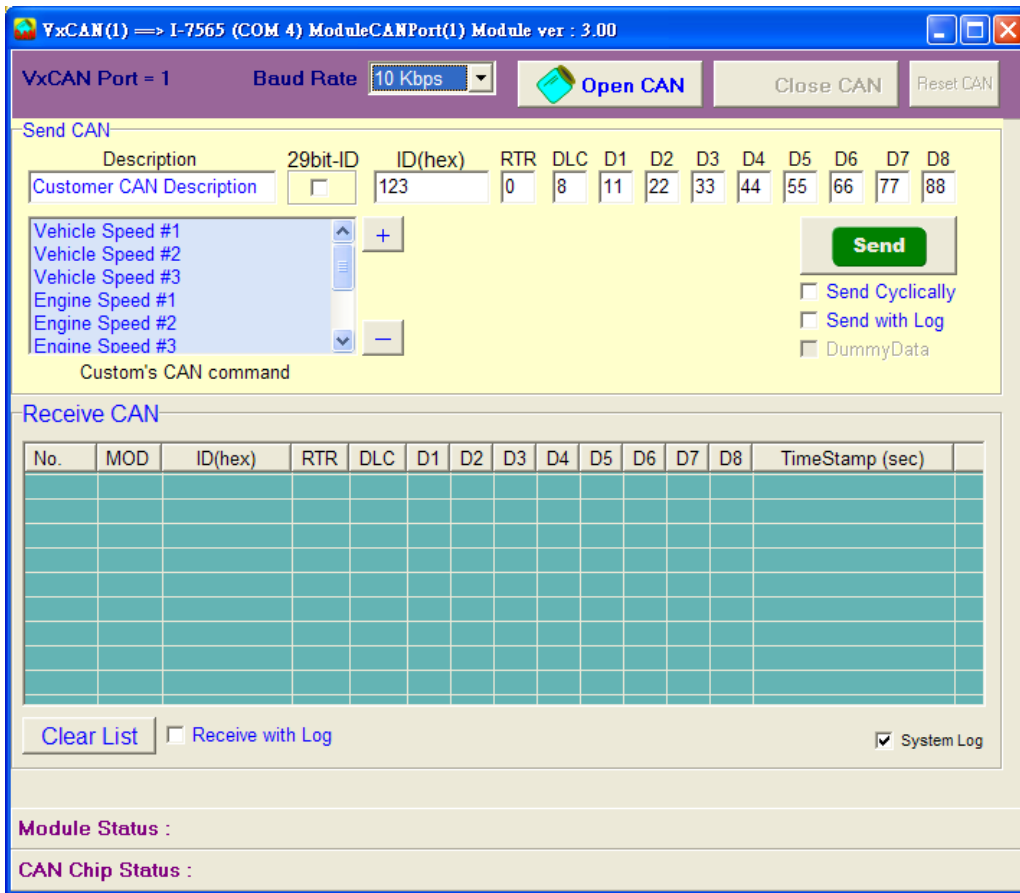 VxCAN(1) ==> I-7565 (COM 4) ModuleCANPort(1) Module ver : 3.00
VxCAN Port = 1 Baud Rate 10 Kbps Open CAN Close CAN Reset CAN
Send CAN
Description 29bit-ID ID(hex) RTR DLC D1 D2 D3 D4 D5 D6 D7 D8
Customer CAN Description 123 0 8 11 22 33 44 55 66 77 88
Vehicle Speed #1 +
Vehicle Speed #2 Send
Vehicle Speed #3
Engine Speed #1 Send Cyclically
Engine Speed #2 Send with Log
Engine Speed #3 — DummyData
Custom's CAN command
Receive CAN
No. MOD ID(hex) RTR DLC D1 D2 D3 D4 D5 D6 D7 D8 TimeStamp (sec)
Clear List Receive with Log System Log
Module Status :
CAN Chip Status :